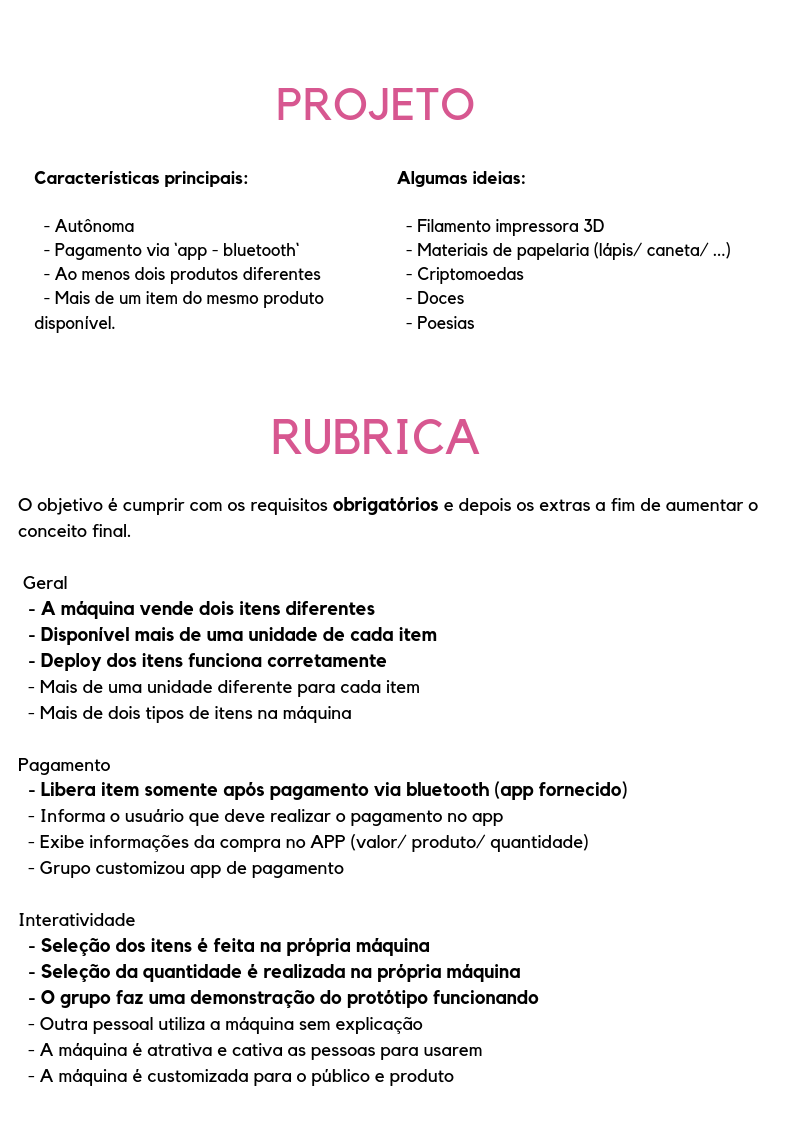 PROJETO
Características principais:
- Autônoma
- Pagamento via `app - bluetooth`
- Ao menos dois produtos diferentes
- Mais de um item do mesmo produto
disponível.
Algumas ideias:
- Filamento impressora 3D
- Materiais de papelaria (lápis/ caneta/ ...)
- Criptomoedas
- Doces
- Poesias
RUBRICA
O objetivo é cumprir com os requisitos obrigatórios e depois os extras a fim de aumentar o
conceito final.
Geral
- A máquina vende dois itens diferentes
- Disponível mais de uma unidade de cada item
- Deploy dos itens funciona corretamente
- Mais de uma unidade diferente para cada item
- Mais de dois tipos de itens na máquina
Pagamento
- Libera item somente após pagamento via bluetooth (app fornecido)
- Informa o usuário que deve realizar o pagamento no app
- Exibe informações da compra no APP (valor/ produto/ quantidade)
- Grupo customizou app de pagamento
Interatividade
- Seleção dos itens é feita na própria máquina
- Seleção da quantidade é realizada na própria máquina
- O grupo faz uma demonstração do protótipo funcionando
- Outra pessoal utiliza a máquina sem explicação
- A máquina é atrativa e cativa as pessoas para usarem
- A máquina é customizada para o público e produto